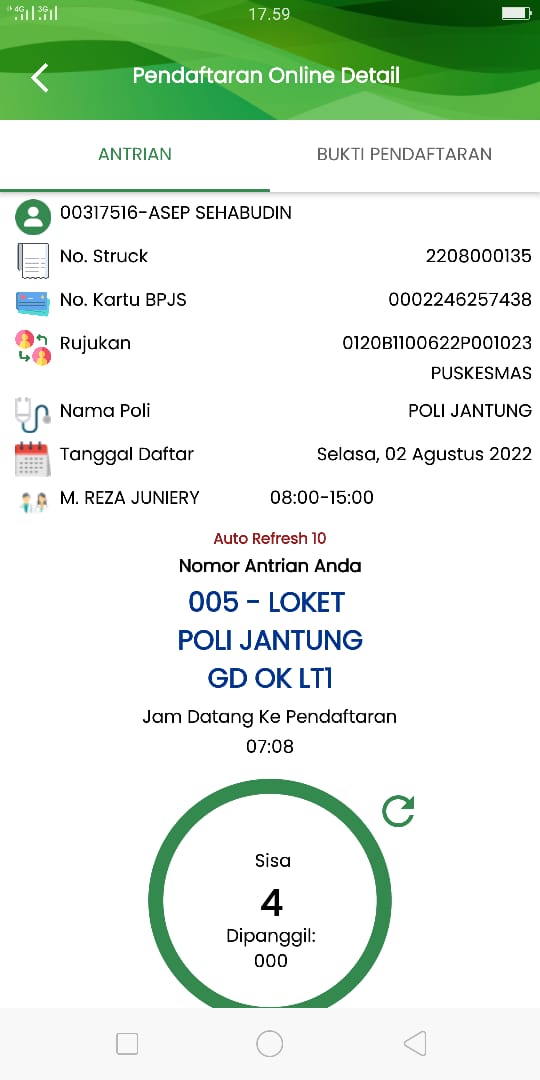 4G 3G 17.59
Pendaftaran Online Detail
ANTRIAN BUKTI PENDAFTARAN
00317516-ASEP SEHABUDIN
No. Struck 2208000135
No. Kartu BPJS 0002246257438
Rujukan 0120B1100622P001023
PUSKESMAS
Nama Poli POLI JANTUNG
Tanggal Daftar Selasa, 02 Agustus 2022
M. REZA JUNIERY 08:00-15:00
Auto Refresh 10
Nomor Antrian Anda
005 - LOKET
POLI JANTUNG
GD OK LT1
Jam Datang Ke Pendaftaran
07:08
Sisa
4
Dipanggil:
000